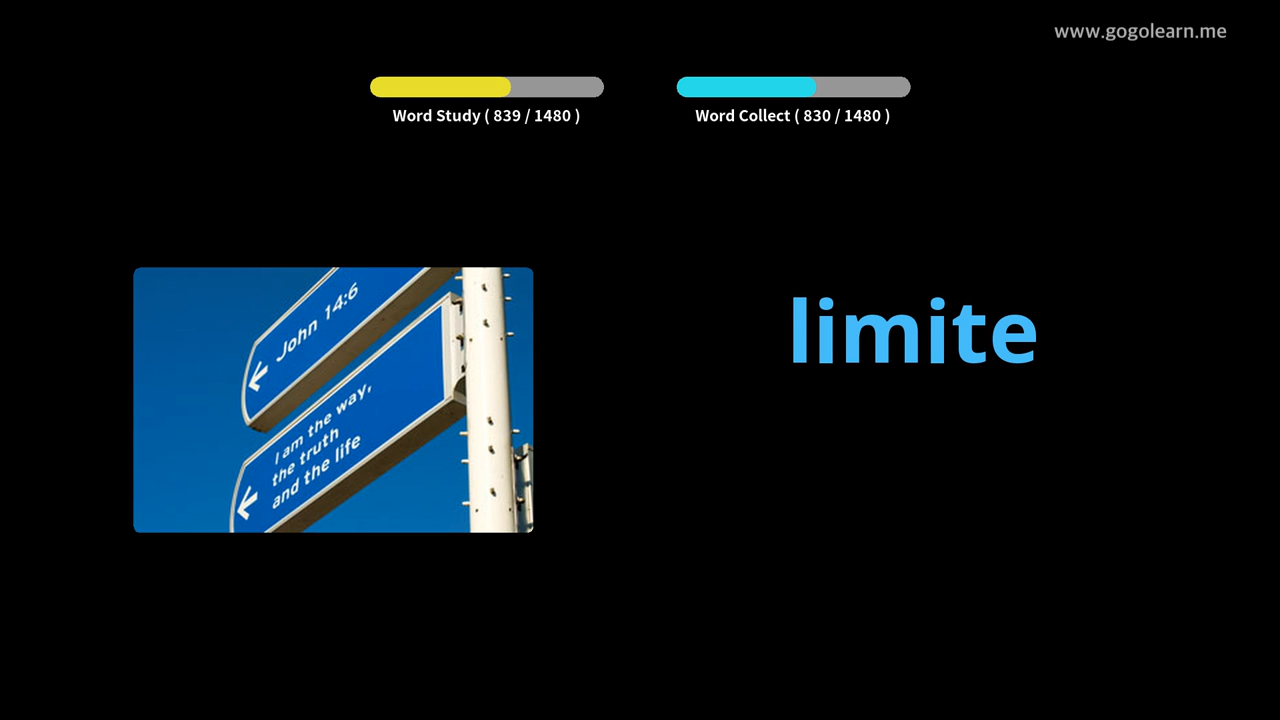 www.gogolearn.me
Word Study ( 839 / 1480 )
Word Collect ( 830 / 1480 )
John 14:6
I am the way,
the truth
and the life
limite